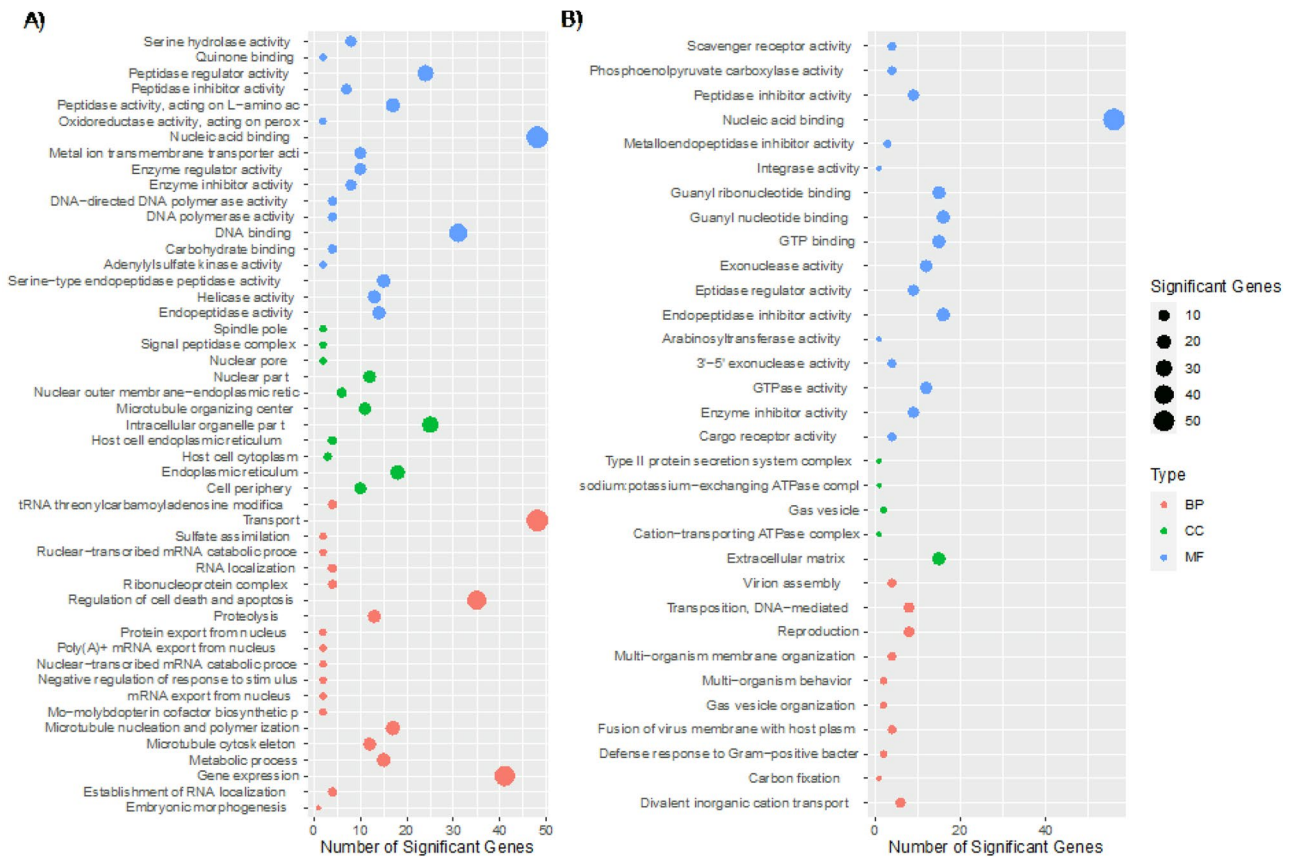 A)
Serine hydrolase activity
Quinone binding
Peptidase regulator activity
Peptidase inhibitor activity
Peptidase activity, acting on L−amino ac
Oxidoreductase activity, acting on perox
Nucleic acid binding
Metal ion transmembrane transporter acti
Enzyme regulator activity
Enzyme inhibitor activity
DNA-directed DNA polymerase activity
DNA polymerase activity
DNA binding
Carbohydrate binding
Adenylylsulfate kinase activity
Serine-type endopeptidase peptidase activity
Helicase activity
Endopeptidase activity
Spindle pole
Signal peptidase complex
Nuclear pore
Nuclear part
Nuclear outer membrane−endoplasmic retic
Microtubule organizing center
Intracellular organelle part
Host cell endoplasmic reticulum
Host cell cytoplasm
Endoplasmic reticulum
Cell periphery
tRNA threonylcarbamoyladenosine modifica
Transport
Sulfate assimilation
Ruclear-transcribed mRNA catabolic proce
RNA localization
Ribonucleoprotein complex
Regulation of cell death and apoptosis
Proteolysis
Protein export from nucleus
Poly(A)+ mRNA export from nucleus
Nuclear-transcribed mRNA catabolic proce
Negative regulation of response to stimulus
mRNA export from nucleus
Mo-molybdopterin cofactor biosynthetic p
Microtubule nucleation and polymerization
Microtubule cytoskeleton
Metabolic process
Gene expression
Establishment of RNA localization
Embryonic morphogenesis
0 10 20 30 40 50
Number of Significant Genes
B)
Scavenger receptor activity
Phosphoenolpyruvate carboxylase activity
Peptidase inhibitor activity
Nucleic acid binding
Metalloendopeptidase inhibitor activity
Integrase activity
Guanyl ribonucleotide binding
Guanyl nucleotide binding
GTP binding
Exonuclease activity
Eptidase regulator activity
Endopeptidase inhibitor activity
Arabinosyltransferase activity
3'−5' exonuclease activity
GTPase activity
Enzyme inhibitor activity
Cargo receptor activity
Type II protein secretion system complex
sodium:potassium−exchanging ATPase compl
Gas vesicle
Cation−transporting ATPase complex
Extracellular matrix
Virion assembly
Transposition, DNA−mediated
Reproduction
Multi−organism membrane organization
Multi−organism behavior
Gas vesicle organization
Fusion of virus membrane with host plasm
Defense response to Gram−positive bacter
Carbon fixation
Divalent inorganic cation transport
0 20 40
Number of Significant Genes
Significant Genes
10
20
30
40
50
Type
BP
CC
MF